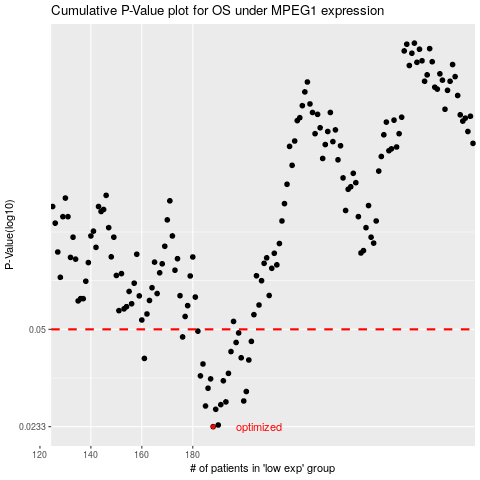 Cumulative P-Value plot for OS under MPEG1 expression
P-Value(log10)
0.05
0.0233
optimized
120 140 160 180
# of patients in 'low exp' group